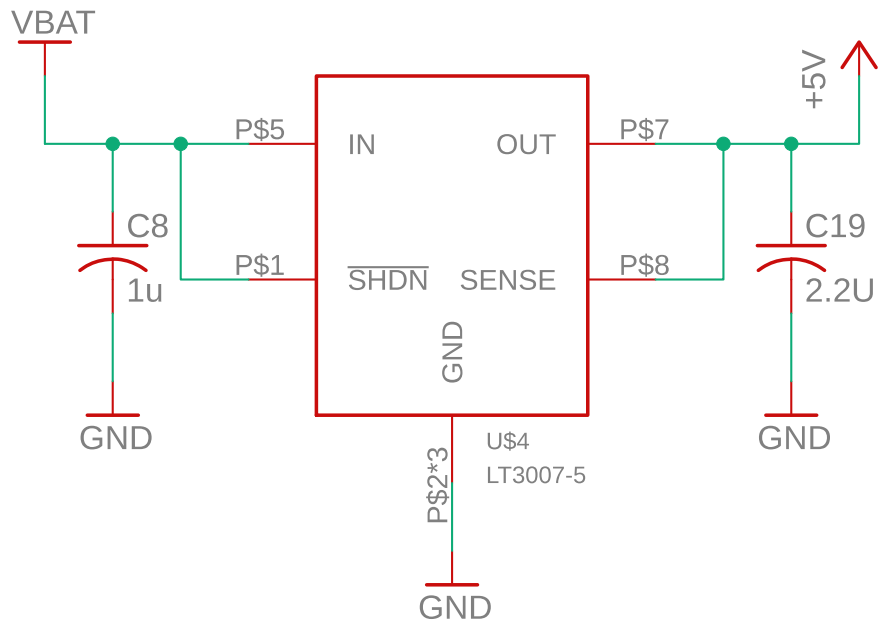 VBAT
+5V
P$5
IN
OUT
P$7
C8
1u
P$1
SHDN
SENSE
P$8
C19
2.2U
GND
GND
GND
P$2*3
U$4
LT3007-5
GND